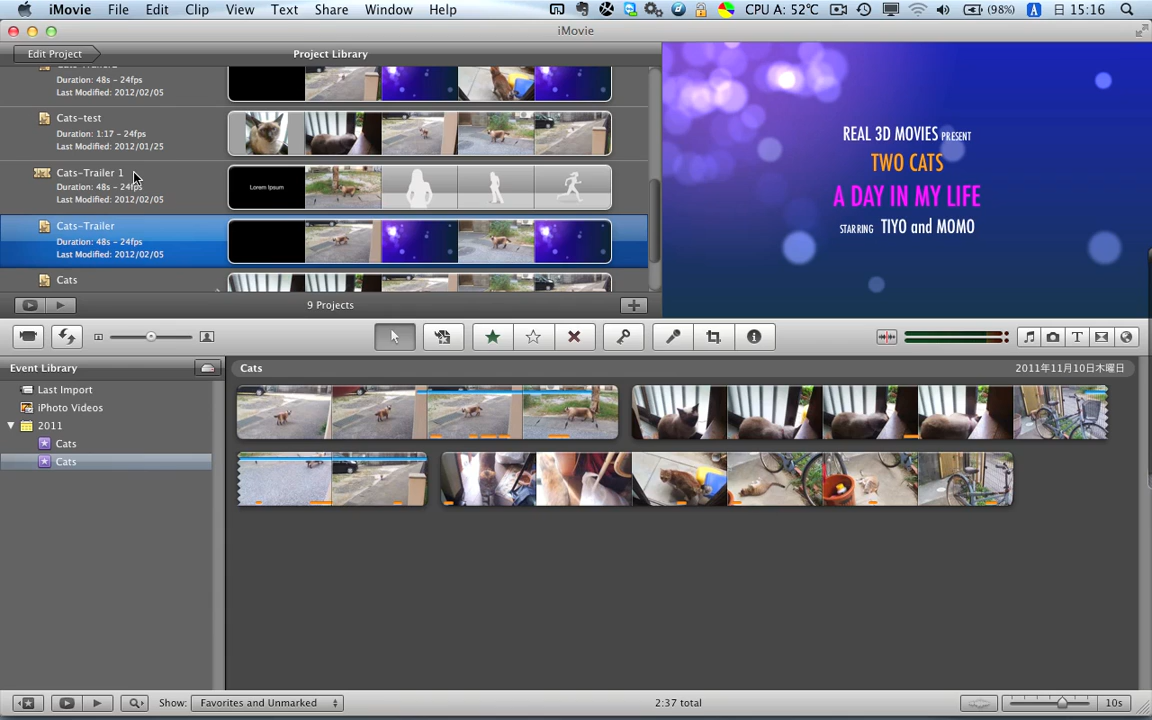 iMovie File Edit Clip View Text Share Window Help CPU A: 52℃ (98%) A 日 15:16
iMovie
Edit Project
Project Library
Cats-Trailer2
Duration: 48s - 24fps
Last Modified: 2012/02/05
Cats-test
Duration: 1:17 - 24fps
Last Modified: 2012/01/25
Cats-Trailer 1
Duration: 48s - 24fps
Last Modified: 2012/02/05
Lorem Ipsum
Cats-Trailer
Duration: 48s - 24fps
Last Modified: 2012/02/05
Cats
9 Projects
REAL 3D MOVIES PRESENT
TWO CATS
A DAY IN MY LIFE
STARRING TIYO and MOMO
Event Library
Last Import
iPhoto Videos
2011
Cats
Cats
Cats
2011年11月10日木曜日
Show: Favorites and Unmarked
2:37 total
10s